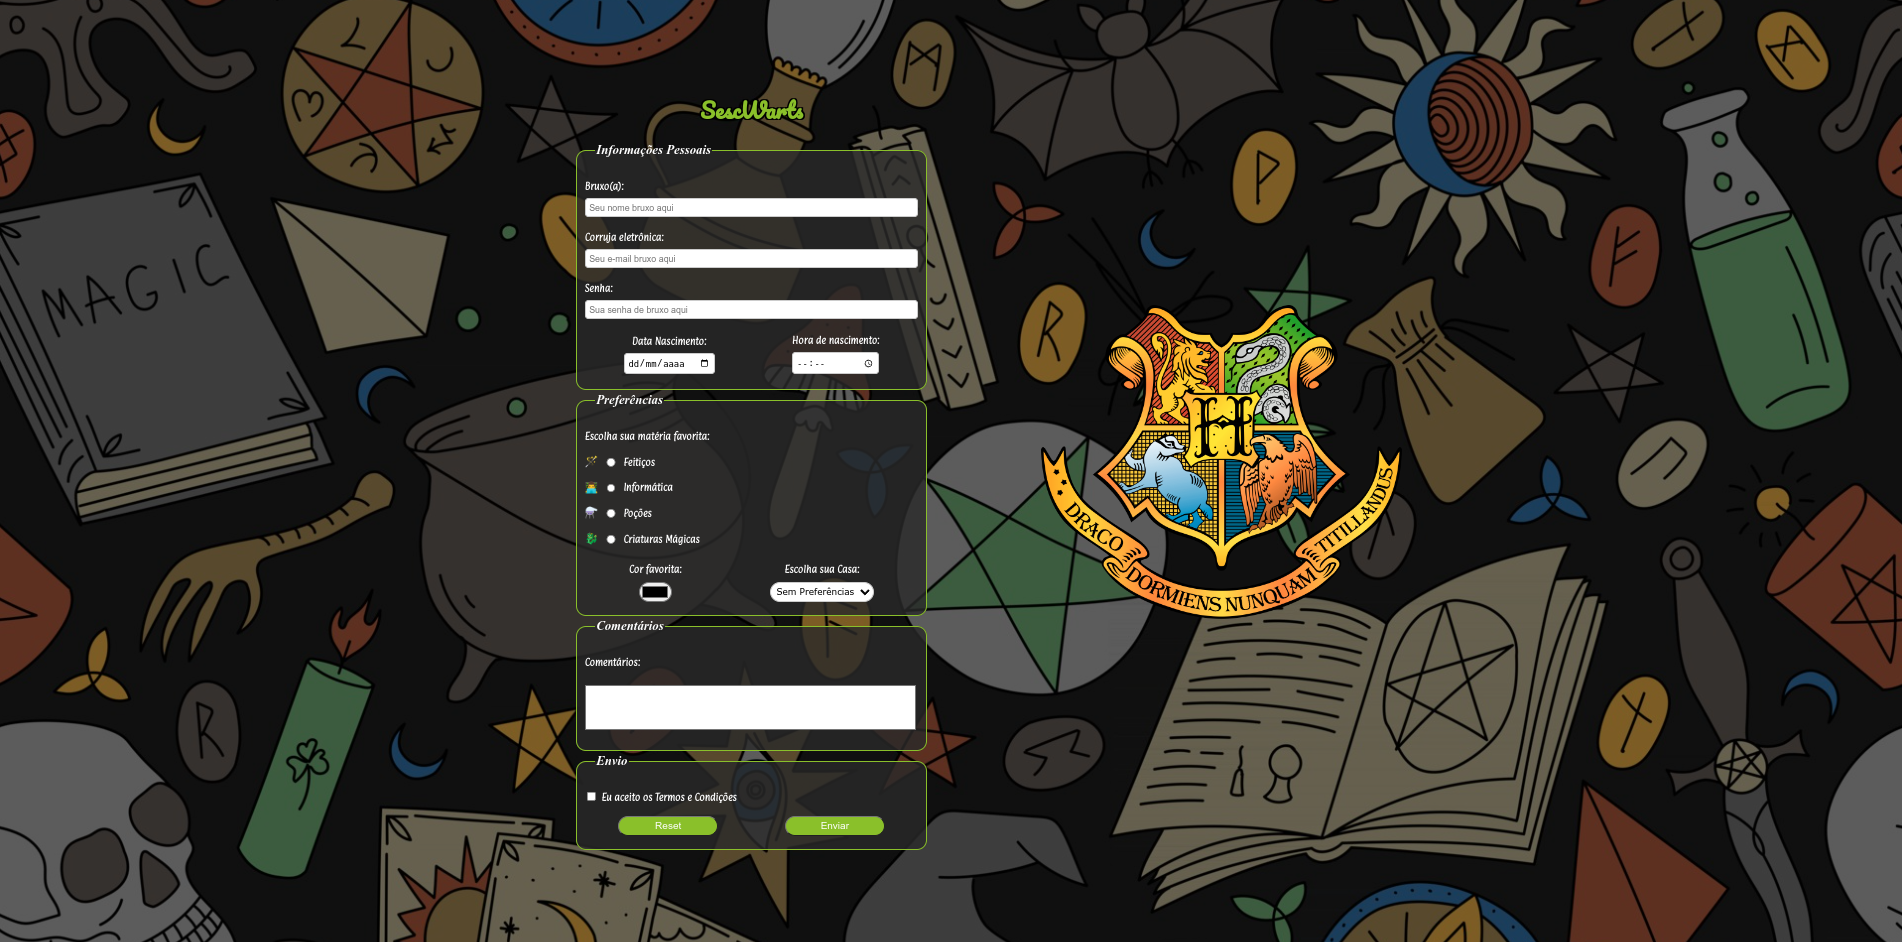 SescWarts
Informações Pessoais
Bruxo(a):
Seu nome bruxo aqui
Corruja eletrônica:
Seu e-mail bruxo aqui
Senha:
Sua senha de bruxo aqui
Data Nascimento:
Hora de nascimento:
dd/mm/aaaa
--:--
Preferências
Escolha sua matéria favorita:
Feitiços
Informática
Poções
Criaturas Mágicas
Cor favorita:
Escolha sua Casa:
Sem Preferências
Comentários
Comentários:
Envio
Eu aceito os Termos e Condições
Reset
Enviar
MAGIC
H
DRACO DORMIENS NUNQUAM TITILLANDUS